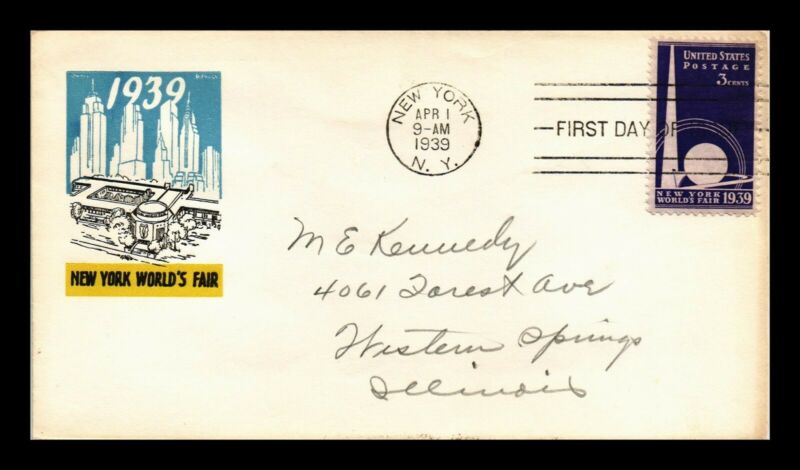 1939
NEW YORK WORLD'S FAIR
NEW YORK
APR 1
9-AM
1939
N. Y.
FIRST DAY OF
UNITED STATES
POSTAGE
3 CENTS
NEW YORK
WORLD'S FAIR 1939
M E Kennedy
4061 Forest Ave
Western Springs
Illinois